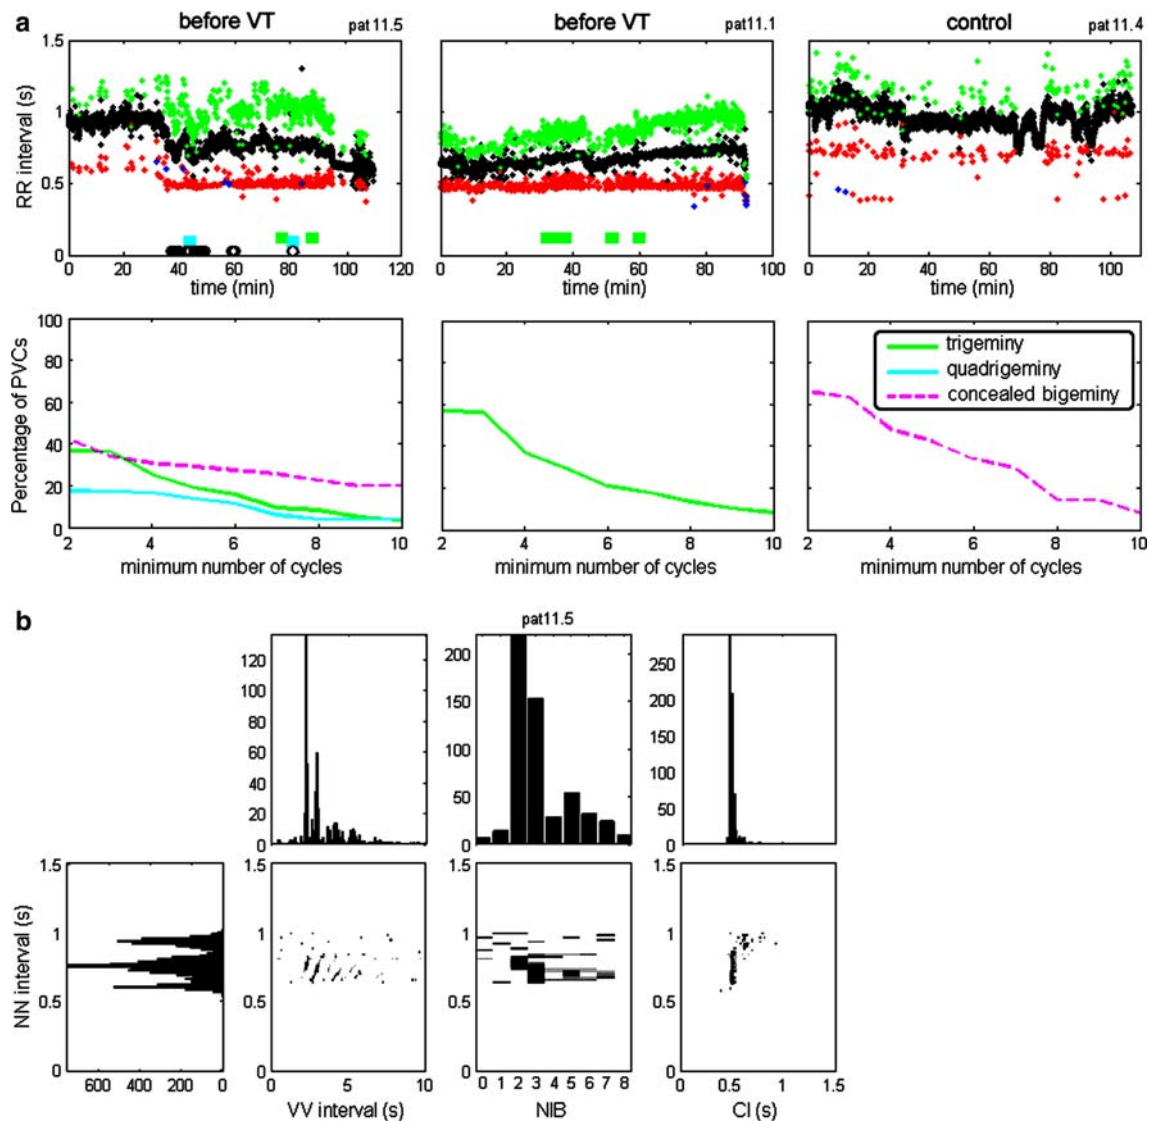 a
before VT pat 11.5
before VT pat11.1
control pat 11.4
RR interval (s)
1.5
1
0.5
0
0 20 40 60 80 100 120
time (min)
0 20 40 60 80 100
time (min)
0 20 40 60 80 100
time (min)
Percentage of PVCs
100
80
60
40
20
0
2 4 6 8 10
minimum number of cycles
2 4 6 8 10
minimum number of cycles
trigeminy
quadrigeminy
concealed bigeminy
2 4 6 8 10
minimum number of cycles
b
pat11.5
120
100
80
60
40
20
0
200
150
100
50
0
250
200
150
100
50
0
NN interval (s)
1.5
1
0.5
0
600 400 200 0
1.5
1
0.5
0
0 5 10
VV interval (s)
1.5
1
0.5
0
0 1 2 3 4 5 6 7 8
NIB
1.5
1
0.5
0
0 0.5 1 1.5
CI (s)